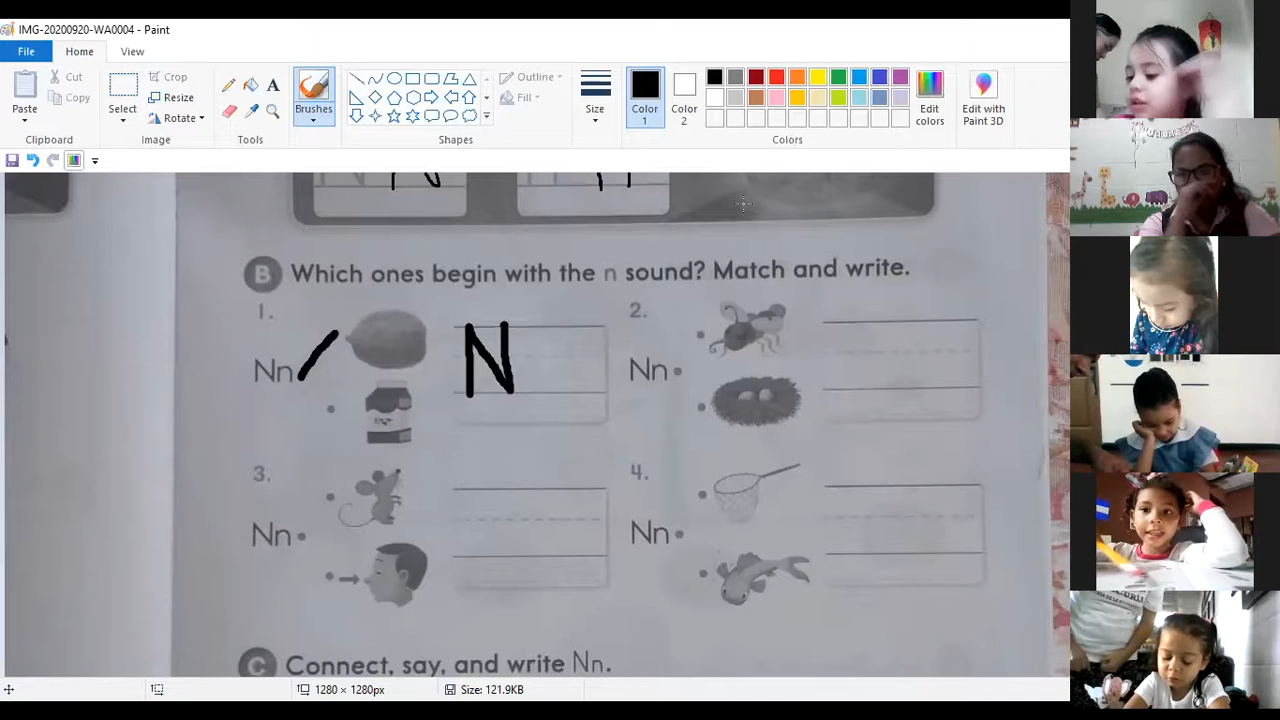 IMG-20200920-WA0004 - Paint
File Home View
Paste Cut Copy Select Crop Resize Rotate A Brushes Outline Fill Size Color 1 Color 2 Edit colors Edit with Paint 3D
Clipboard Image Tools Shapes Colors
N n
B Which ones begin with the n sound? Match and write.
1. 2.
Nn N Nn
3. 4.
Nn Nn
C Connect, say, and write Nn.
1280 × 1280px Size: 121.9KB